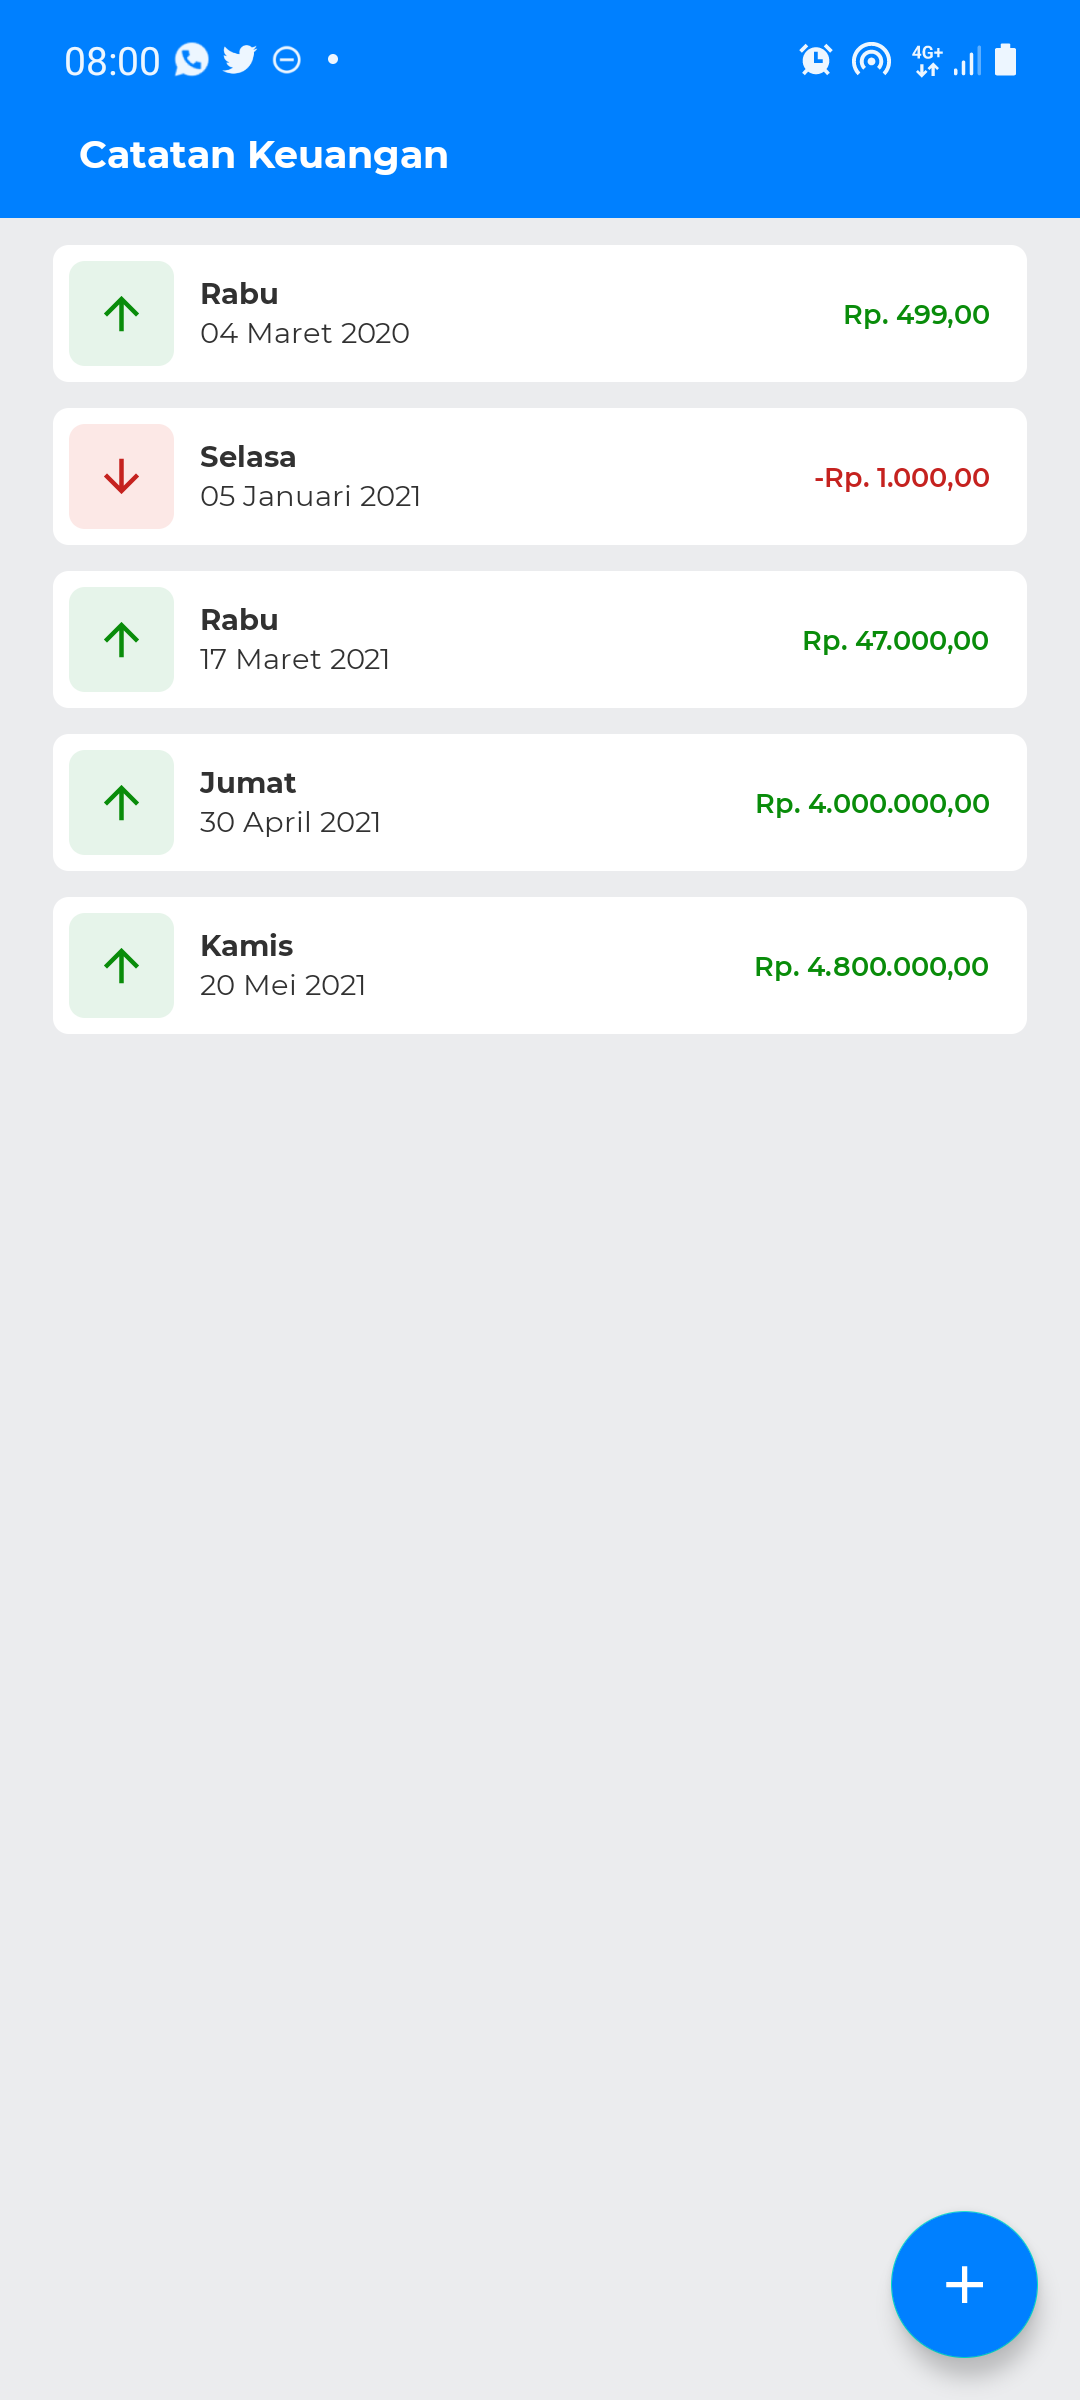 08:00
4G+
Catatan Keuangan
Rabu
04 Maret 2020
Rp. 499,00
Selasa
05 Januari 2021
-Rp. 1.000,00
Rabu
17 Maret 2021
Rp. 47.000,00
Jumat
30 April 2021
Rp. 4.000.000,00
Kamis
20 Mei 2021
Rp. 4.800.000,00